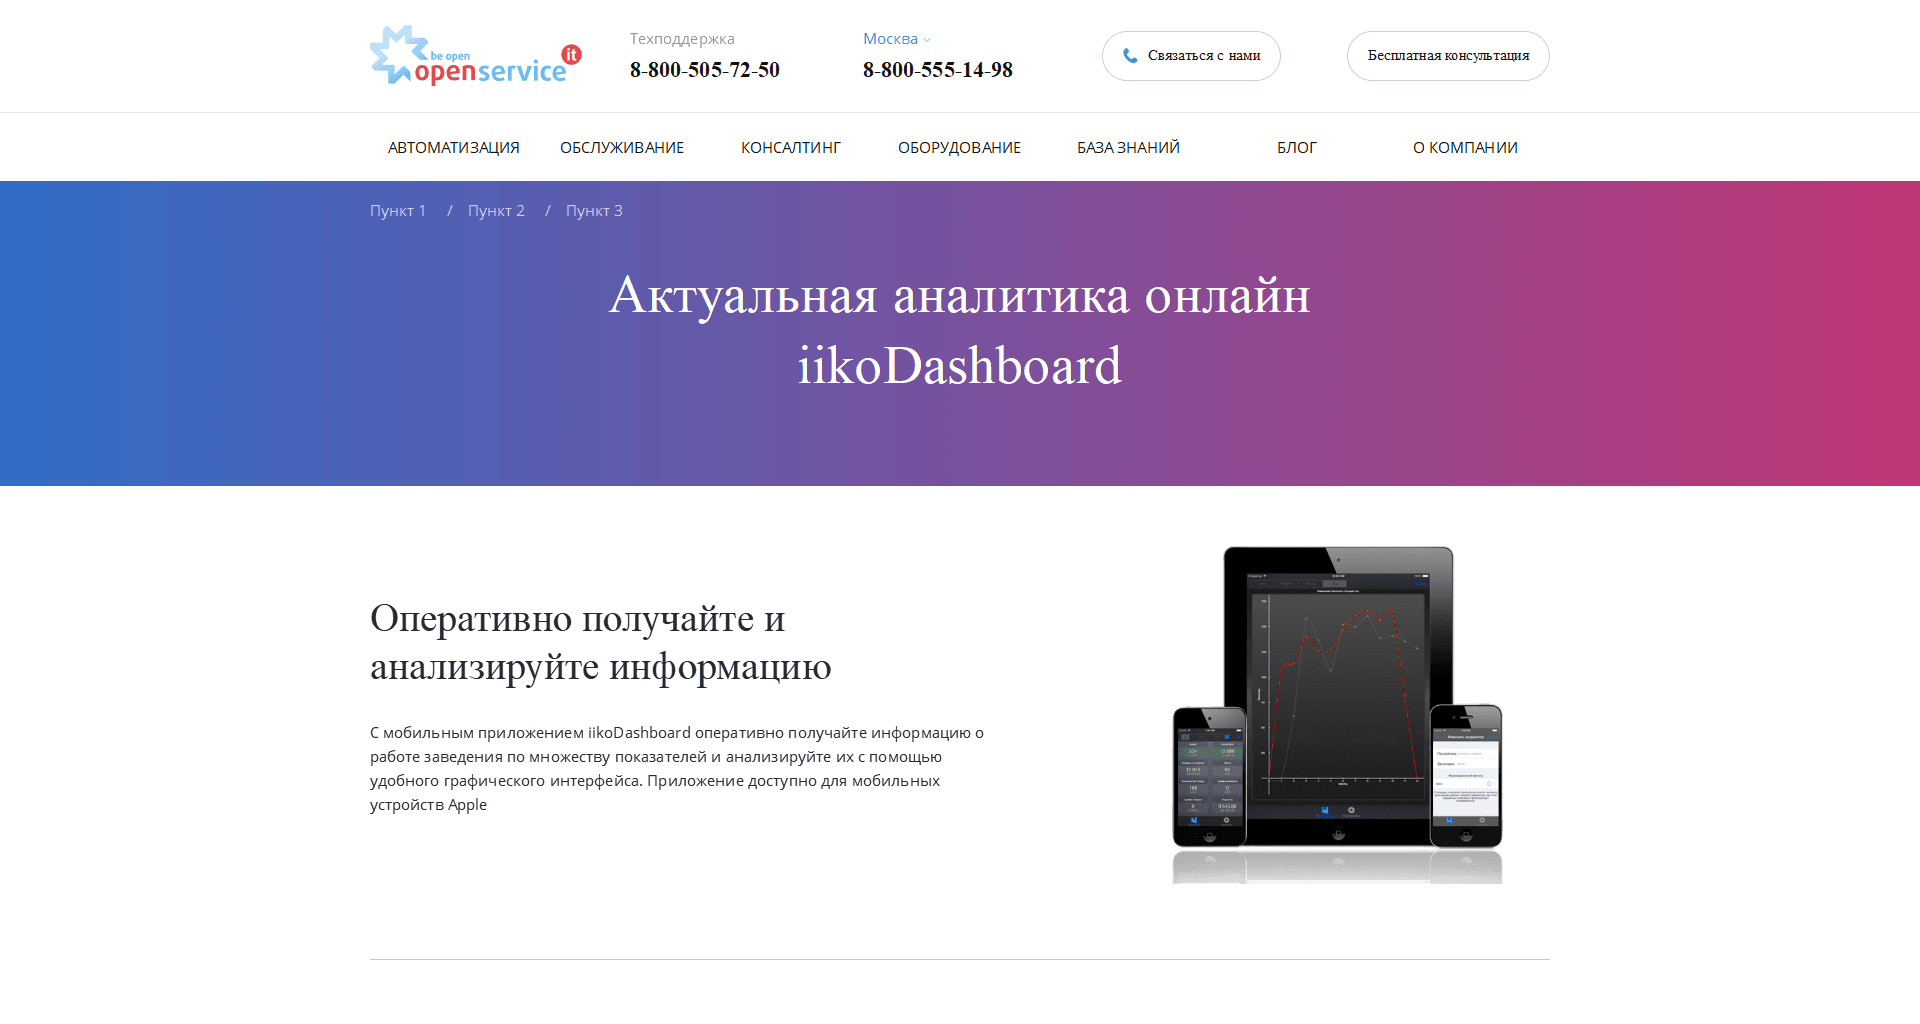 be open
openservice it
Техподдержка
8-800-505-72-50
Москва
8-800-555-14-98
Связаться с нами
Бесплатная консультация
АВТОМАТИЗАЦИЯ ОБСЛУЖИВАНИЕ КОНСАЛТИНГ ОБОРУДОВАНИЕ БАЗА ЗНАНИЙ БЛОГ О КОМПАНИИ
Пункт 1 / Пункт 2 / Пункт 3
Актуальная аналитика онлайн
iikoDashboard
Оперативно получайте и
анализируйте информацию
С мобильным приложением iikoDashboard оперативно получайте информацию о
работе заведения по множеству показателей и анализируйте их с помощью
удобного графического интерфейса. Приложение доступно для мобильных
устройств Apple